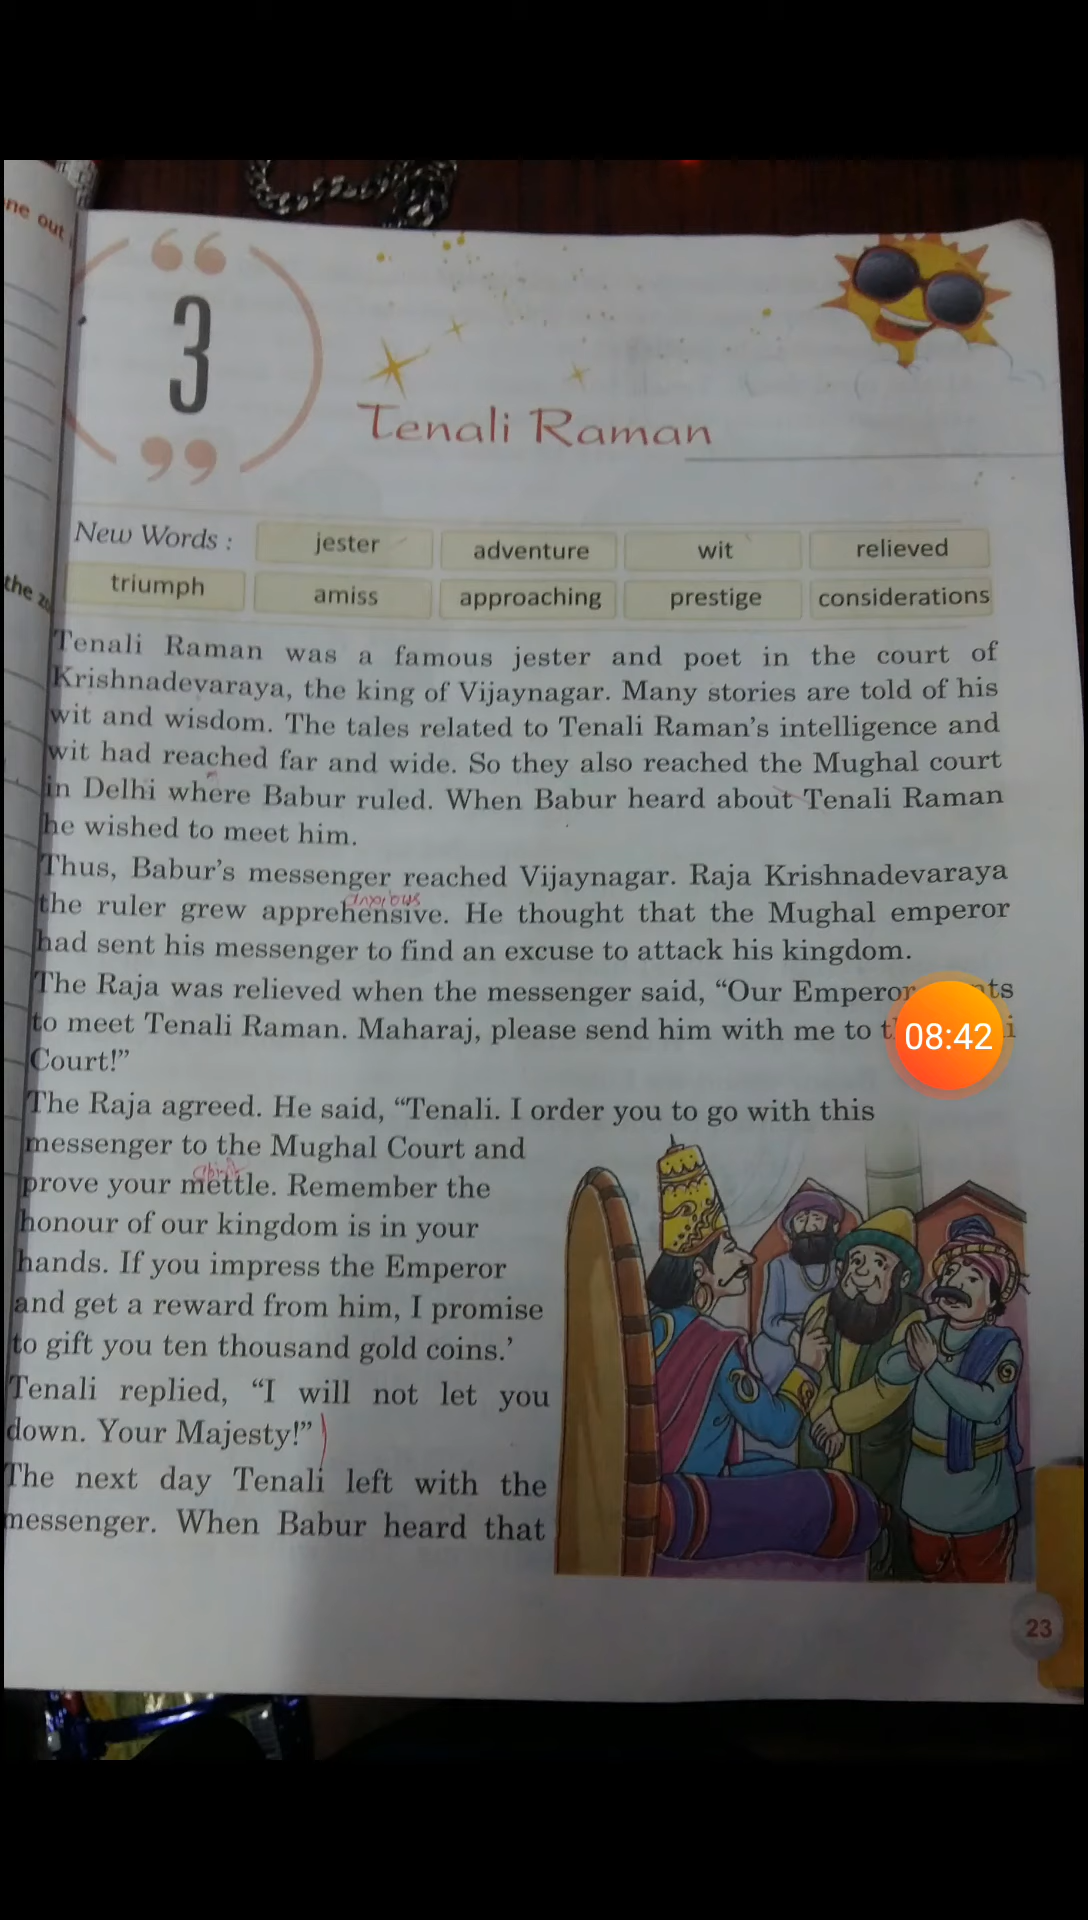 ne out
3
Tenali Raman
New Words :
jester
adventure
wit
relieved
triumph
amiss
approaching
prestige
considerations
the
Tenali Raman was a famous jester and poet in the court of
Krishnadevaraya, the king of Vijaynagar. Many stories are told of his
wit and wisdom. The tales related to Tenali Raman's intelligence and
wit had reached far and wide. So they also reached the Mughal court
in Delhi where Babur ruled. When Babur heard about Tenali Raman
he wished to meet him.
Thus, Babur's messenger reached Vijaynagar. Raja Krishnadevaraya
anxious
the ruler grew apprehensive. He thought that the Mughal emperor
had sent his messenger to find an excuse to attack his kingdom.
The Raja was relieved when the messenger said, “Our Emperor
to meet Tenali Raman. Maharaj, please send him with me to
08:42
Court!”
The Raja agreed. He said, “Tenali. I order you to go with this
messenger to the Mughal Court and
prove your mettle. Remember the
honour of our kingdom is in your
hands. If you impress the Emperor
and get a reward from him, I promise
to gift you ten thousand gold coins.’
Tenali replied, “I will not let you
down. Your Majesty!”
The next day Tenali left with the
messenger. When Babur heard that
23